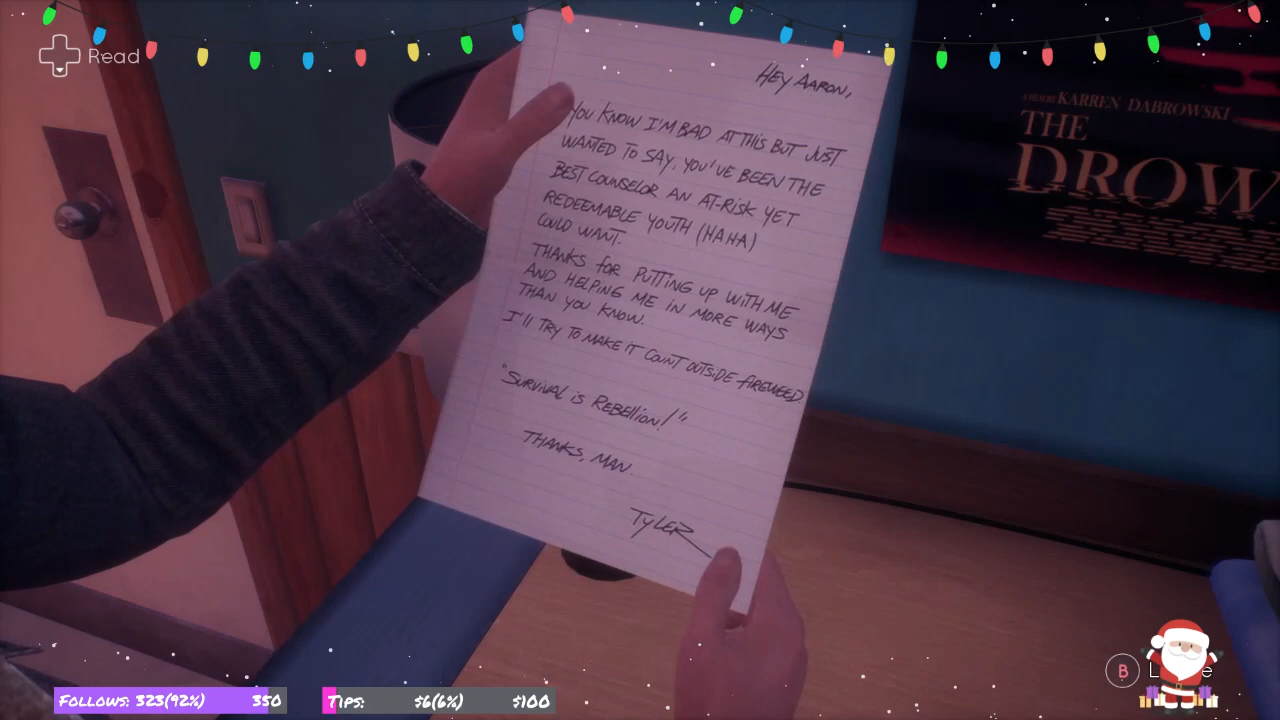 Read
HEY AARON,
YOU KNOW I'M BAD AT THIS BUT JUST
WANTED TO SAY, YOU'VE BEEN THE
BEST COUNSELOR AN AT-RISK YET
REDEEMABLE YOUTH (HAHA)
COULD WANT.
THANKS FOR PUTTING UP WITH ME
AND HELPING ME IN MORE WAYS
THAN YOU KNOW.
I'LL TRY TO MAKE IT COUNT OUTSIDE FIREWEED.
"SURVIVAL IS REBELLION!"
THANKS, MAN.
TYLER
A FILM BY KARREN DABROWSKI
THE
DROW
B
FOLLOWS: 323(92%) 350
TIPS: $6(6%) $100